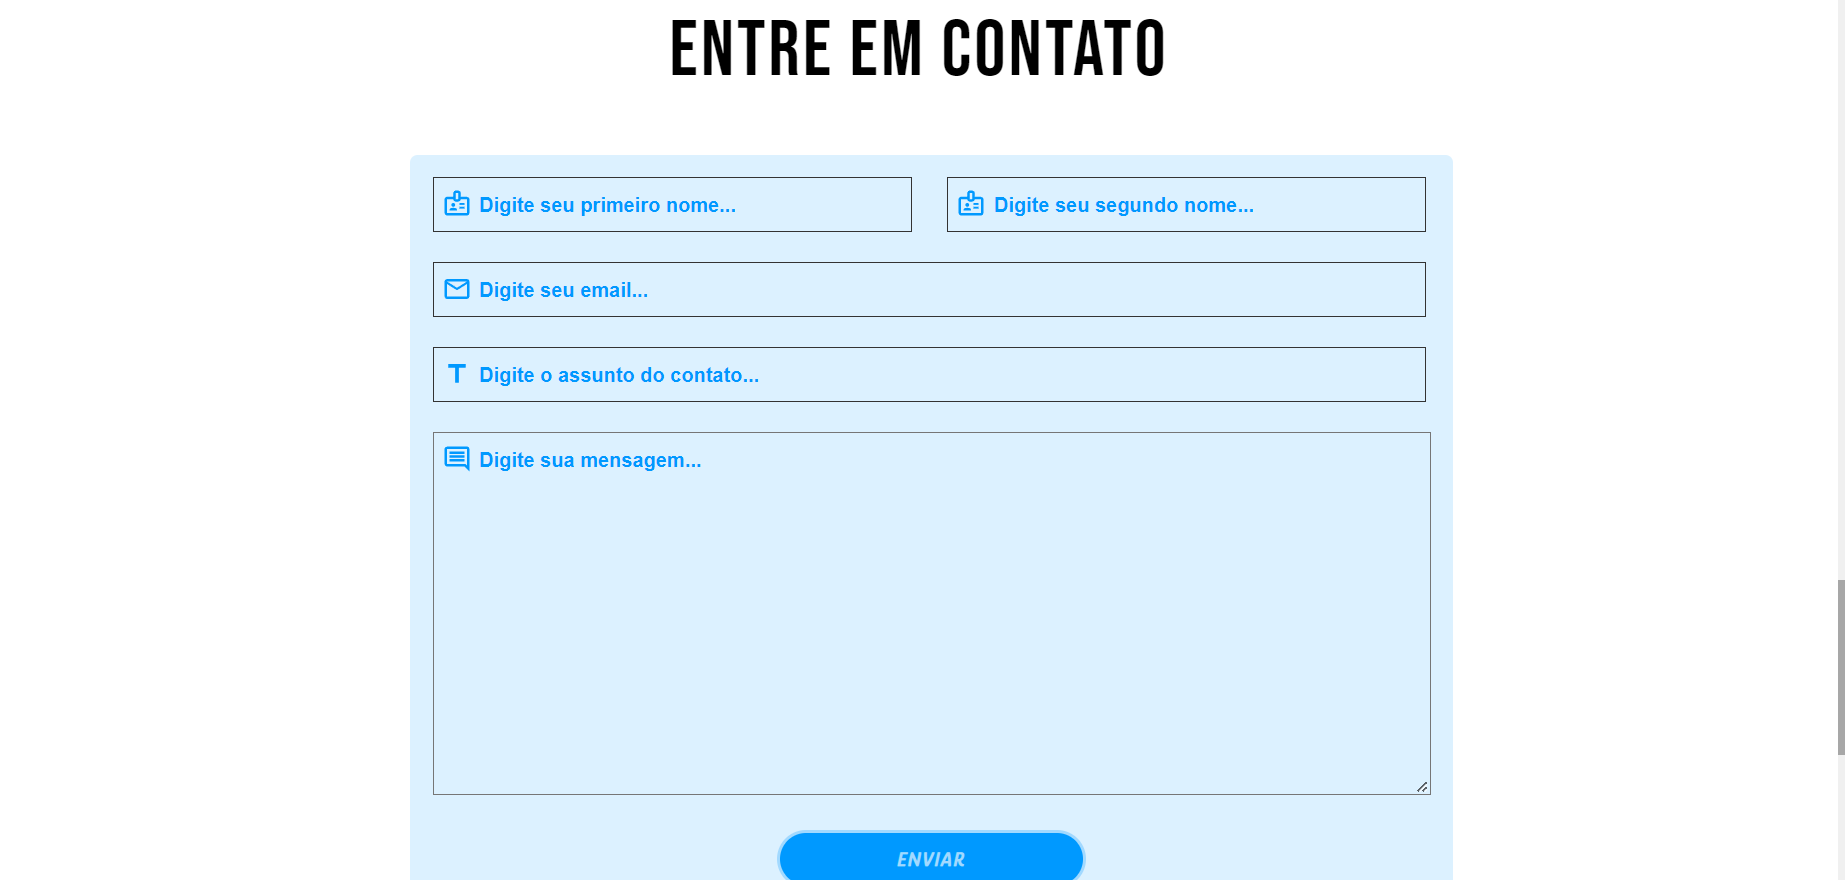 ENTRE EM CONTATO
Digite seu primeiro nome...
Digite seu segundo nome...
Digite seu email...
Digite o assunto do contato...
Digite sua mensagem...
ENVIAR